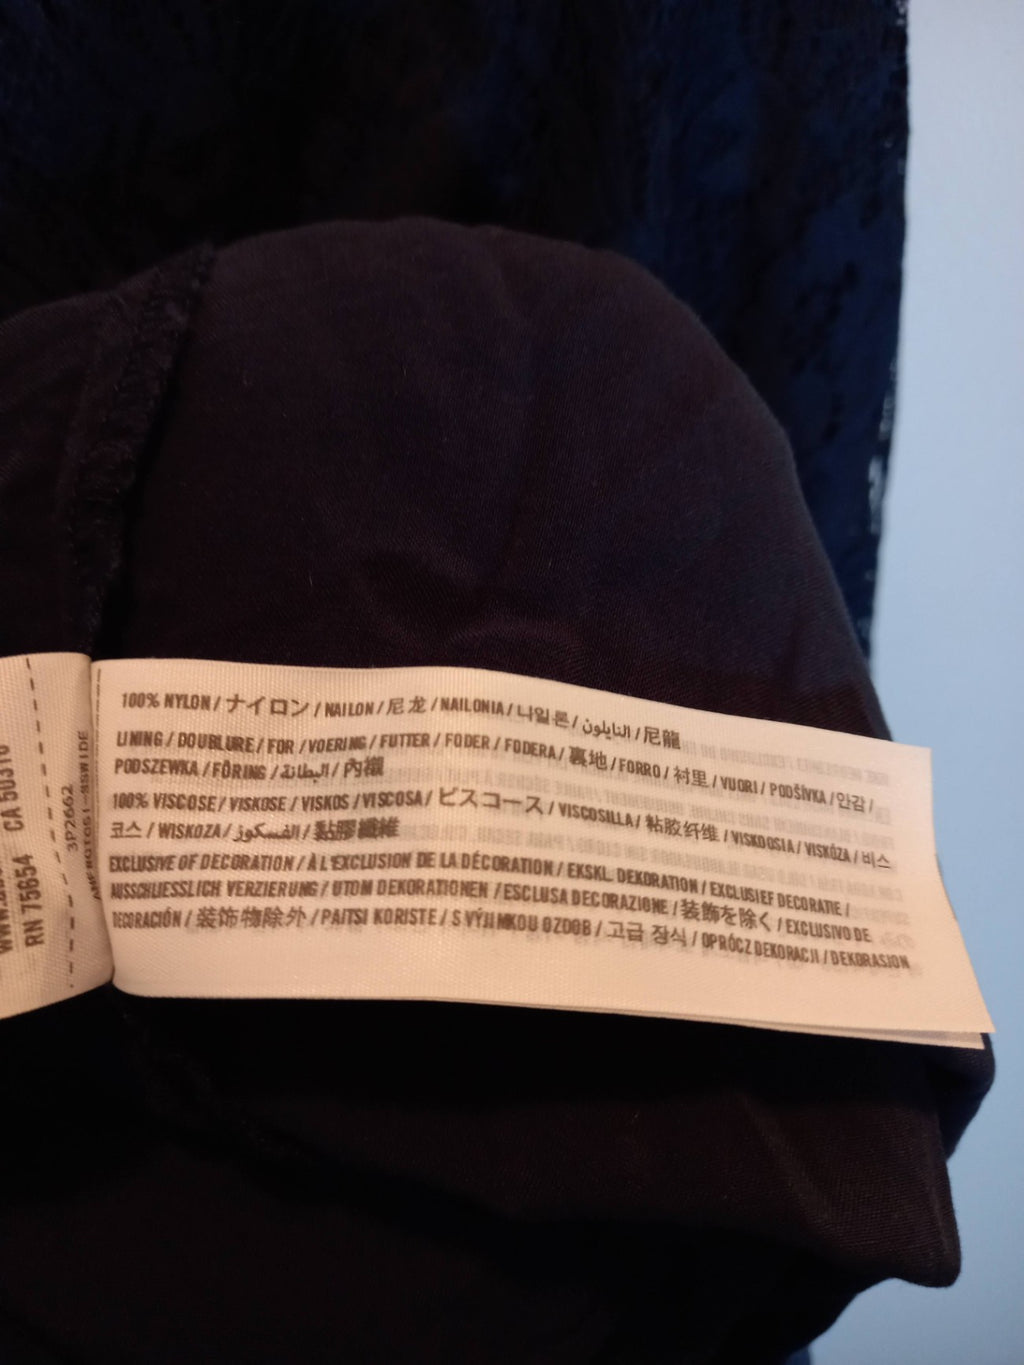 100% NYLON / ナイロン / NAILON / 尼龙 / NAILONIA / 나일론 / النايلون / 尼龍
LINING / DOUBLURE / FOR / VOERING / FUTTER / FODER / FODERA / 裏地 / FORRO / 衬里 / VUORI / PODŠÍVKA / 안감 /
PODSZEWKA / FÖRING / البطانة / 內襯
100% VISCOSE / VISKOSE / VISKOS / VISCOSA / ビスコース / VISCOSILLA / 粘胶纤维 / VISKOOSIA / VISKÓZA / 비스
코스 / WISKOZA / الفسكوز / 黏膠纖維
EXCLUSIVE OF DECORATION / À L'EXCLUSION DE LA DÉCORATION / EKSKL. DEKORATION / EXCLUSIEF DECORATIE /
AUSSCHLIESSLICH VERZIERUNG / UTOM DEKORATIONEN / ESCLUSA DECORAZIONE / 装飾を除く / EXCLUSIVO DE
DECORACIÓN / 装饰物除外 / PAITSI KORISTE / S VÝJIMKOU OZDOB / 고급 장식 / OPRÓCZ DEKORACJI / DEKORASJON
RN 75654 CA 50310
3P2662